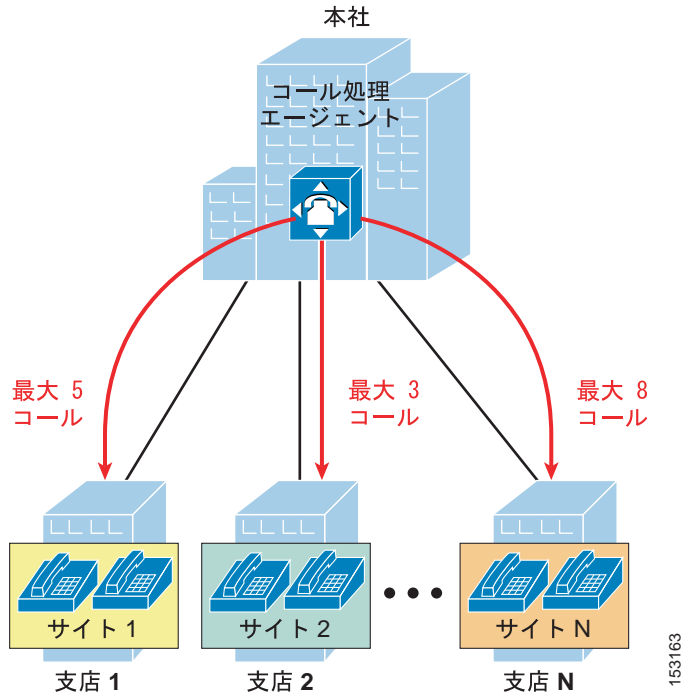 本社
コール処理
エージェント
最大 5
コール
最大 3
コール
最大 8
コール
サイト 1
サイト 2
サイト N
支店 1
支店 2
支店 N
153163